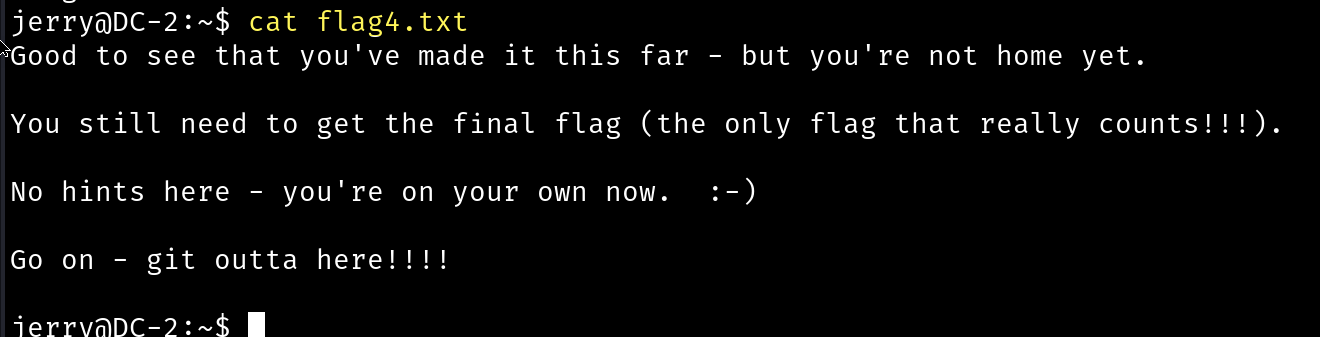 jerry@DC-2:~$ cat flag4.txt
Good to see that you've made it this far - but you're not home yet.
You still need to get the final flag (the only flag that really counts!!!).
No hints here - you're on your own now.  :-)
Go on - git outta here!!!!
jerry@DC-2:~$